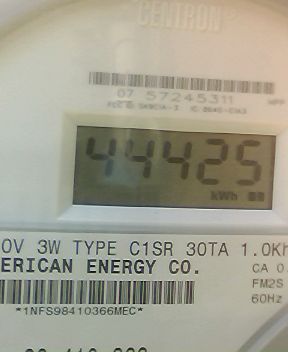 CENTRON®
07 57245311
44425
kWh
0V 3W TYPE C1SR 30TA 1.0Kh
ERICAN ENERGY CO.
CA 0.
FM2S
60Hz
*1NFS98410366MEC*